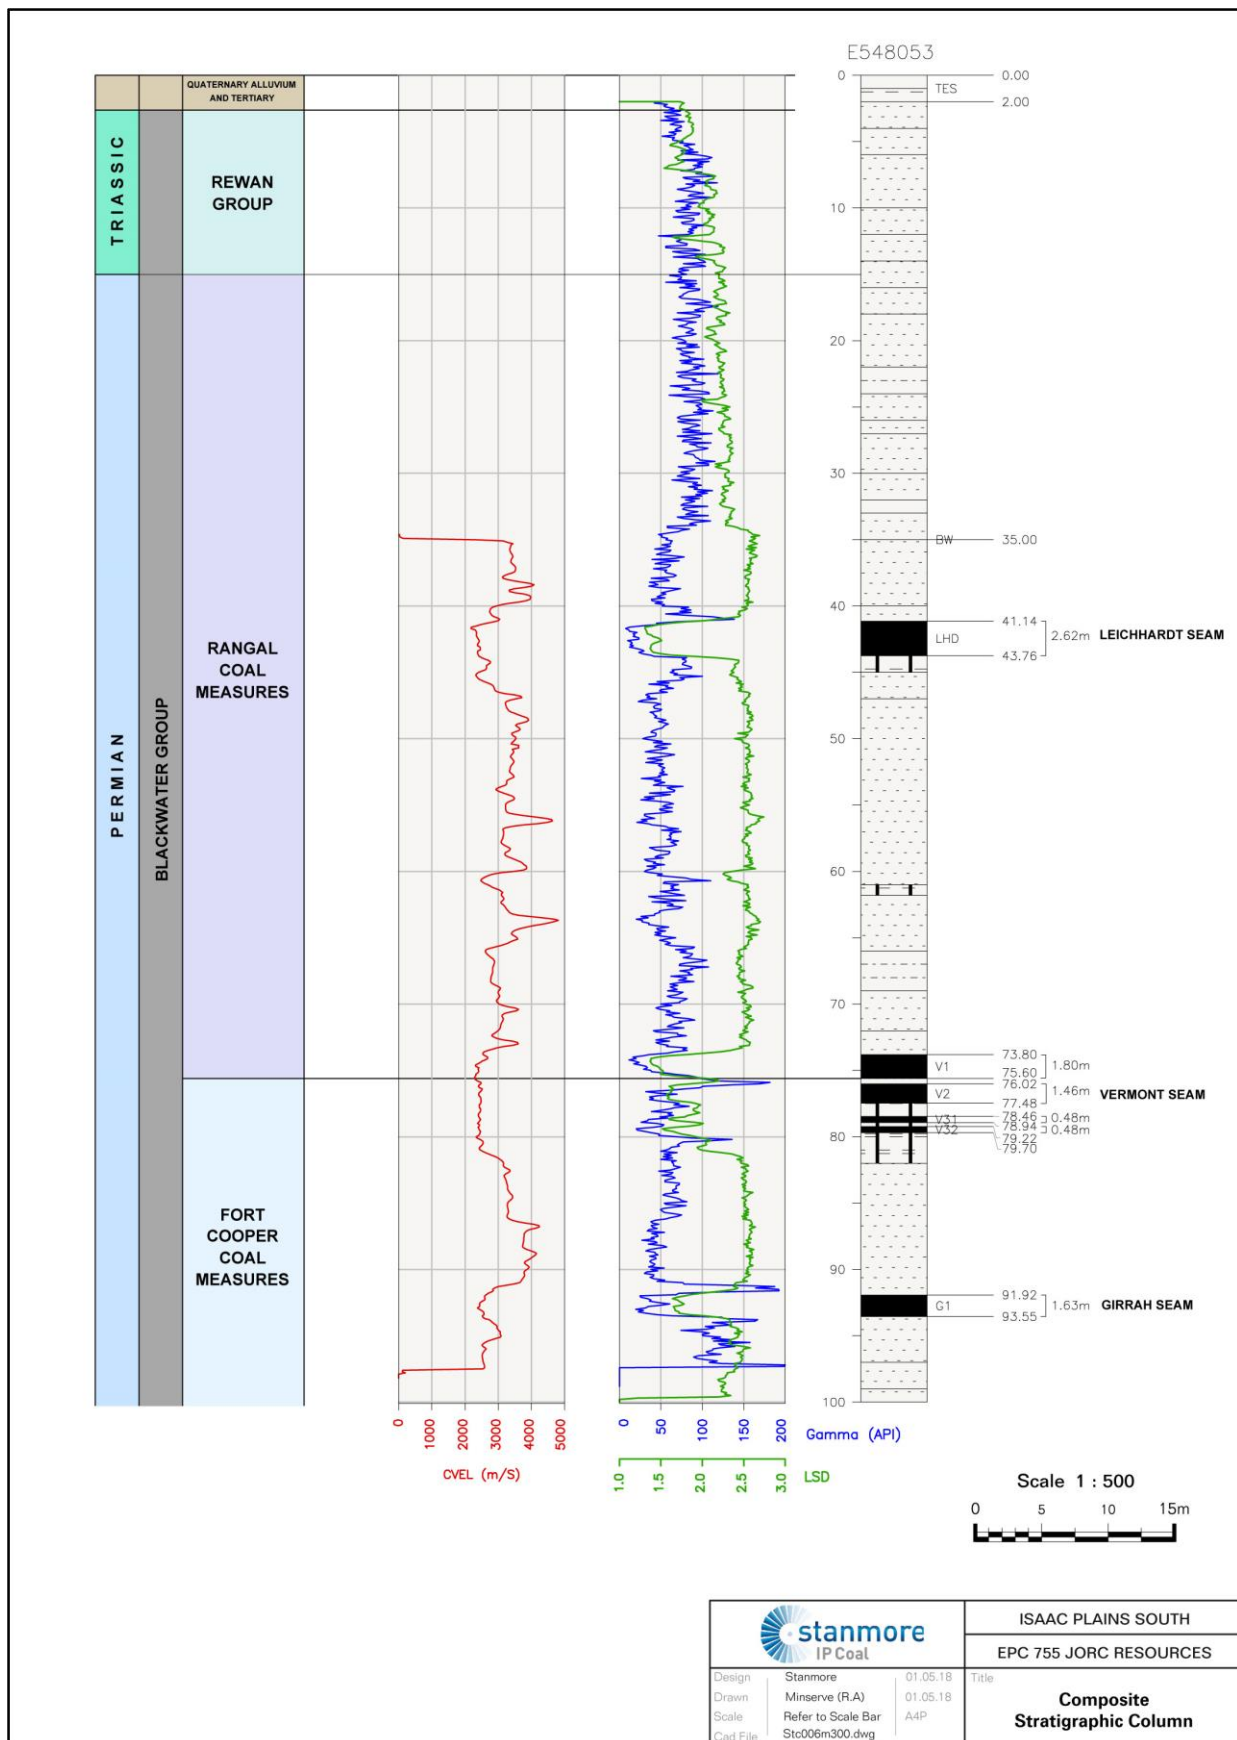 E548053
QUATERNARY ALLUVIUM
AND TERTIARY
TRIASSIC
REWAN
GROUP
PERMIAN
BLACKWATER GROUP
RANGAL
COAL
MEASURES
FORT
COOPER
COAL
MEASURES
0
1000
2000
3000
4000
5000
CVEL (m/S)
0
50
100
150
200
Gamma (API)
1.0
1.5
2.0
2.5
3.0
LSD
0
10
20
30
40
50
60
70
80
90
100
TES
0.00
2.00
BW
35.00
LHD
41.14
43.76
2.62m
LEICHHARDT SEAM
V1
73.80
75.60
1.80m
V2
76.02
77.48
1.46m
VERMONT SEAM
V31
78.46
78.94
0.48m
V32
79.22
79.70
0.48m
G1
91.92
93.55
1.63m
GIRRAH SEAM
Scale 1 : 500
0 5 10 15m
stanmore
IP Coal
ISAAC PLAINS SOUTH
EPC 755 JORC RESOURCES
Design Stanmore 01.05.18
Drawn Minserve (R.A) 01.05.18
Scale Refer to Scale Bar A4P
Cad File Stc006m300.dwg
Title
Composite
Stratigraphic Column